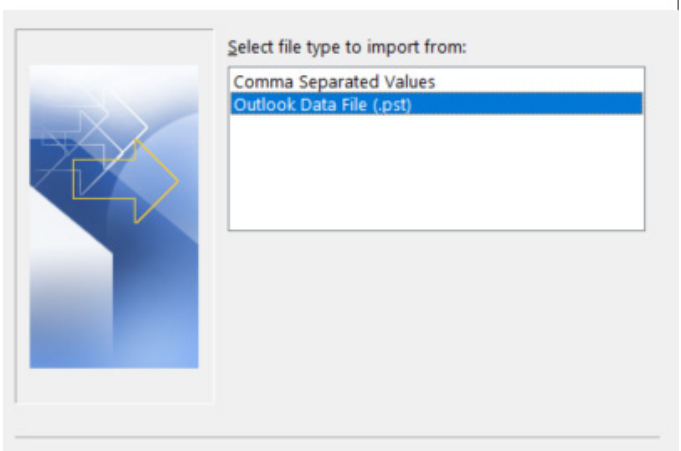 Select file type to import from:
Comma Separated Values
Outlook Data File (.pst)